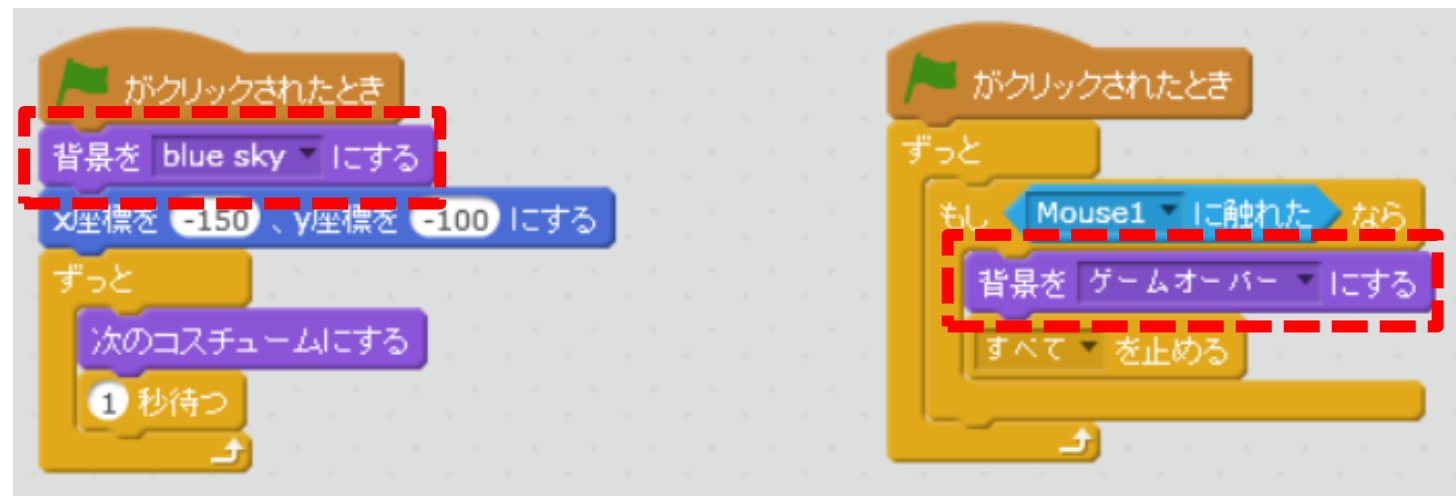 がクリックされたとき
背景を blue sky にする
x座標を -150 、y座標を -100 にする
ずっと
次のコスチュームにする
1 秒待つ
がクリックされたとき
ずっと
もし Mouse1 に触れた なら
背景を ゲームオーバー にする
すべて を止める